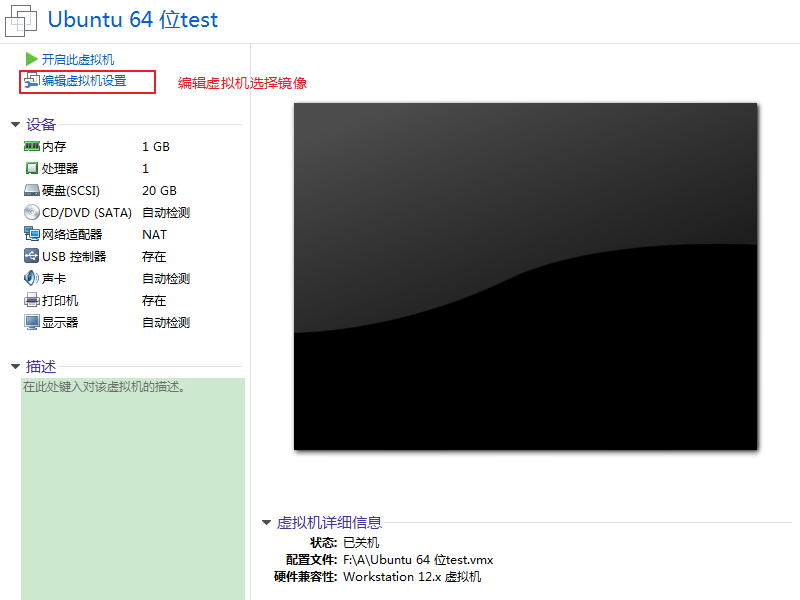 Ubuntu 64 位test
开启此虚拟机
编辑虚拟机设置 编辑虚拟机选择镜像
设备
内存 1 GB
处理器 1
硬盘(SCSI) 20 GB
CD/DVD (SATA) 自动检测
网络适配器 NAT
USB 控制器 存在
声卡 自动检测
打印机 存在
显示器 自动检测
描述
在此处键入对该虚拟机的描述。
虚拟机详细信息
状态: 已关机
配置文件: F:\A\Ubuntu 64 位test.vmx
硬件兼容性: Workstation 12.x 虚拟机